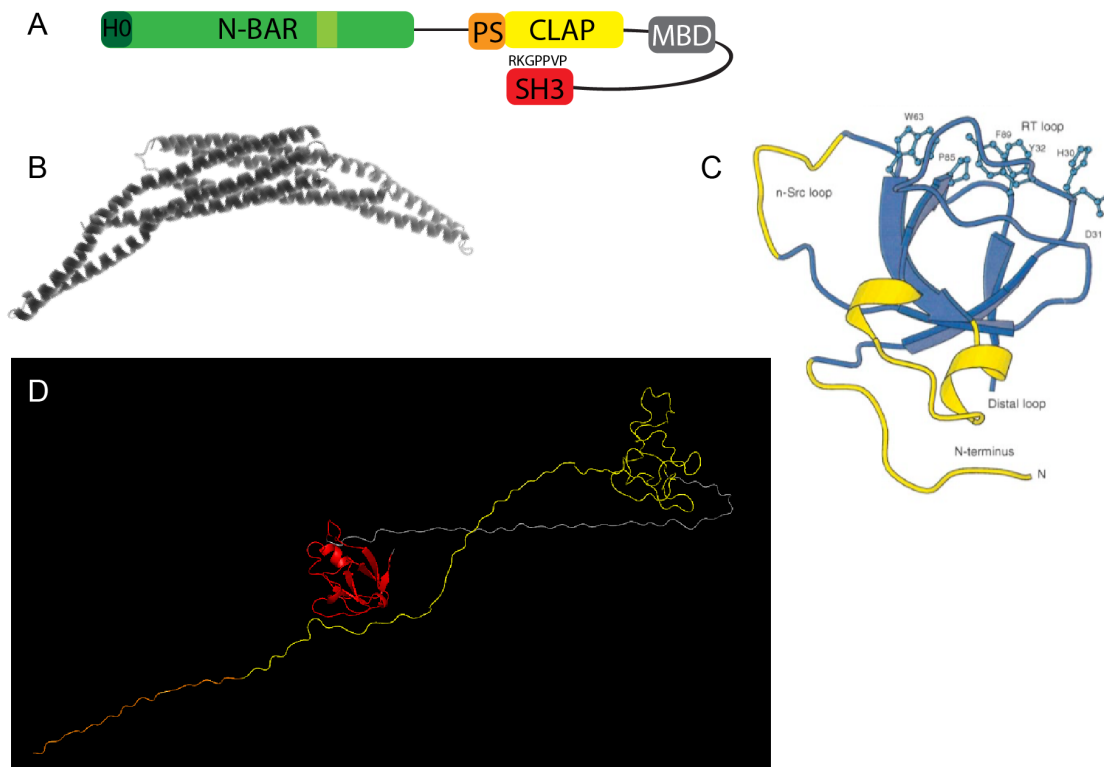 A
H0
N-BAR
PS
CLAP
MBD
RKGPPVP
SH3
B
C
W63
n-Src loop
P85
F89
RT loop
Y32
H30
D31
Distal loop
N-terminus
N
D